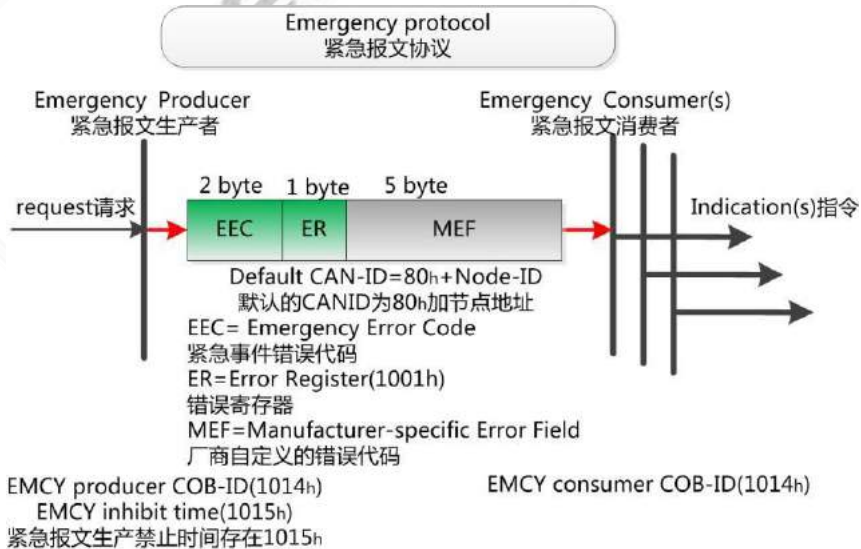 Emergency protocol
紧急报文协议
Emergency Producer
紧急报文生产者
Emergency Consumer(s)
紧急报文消费者
2 byte 1 byte 5 byte
request请求
EEC ER MEF
Indication(s)指令
Default CAN-ID=80h+Node-ID
默认的CANID为80h加节点地址
EEC= Emergency Error Code
紧急事件错误代码
ER=Error Register(1001h)
错误寄存器
MEF=Manufacturer-specific Error Field
厂商自定义的错误代码
EMCY producer COB-ID(1014h)
EMCY inhibit time(1015h)
紧急报文生产禁止时间存在1015h
EMCY consumer COB-ID(1014h)